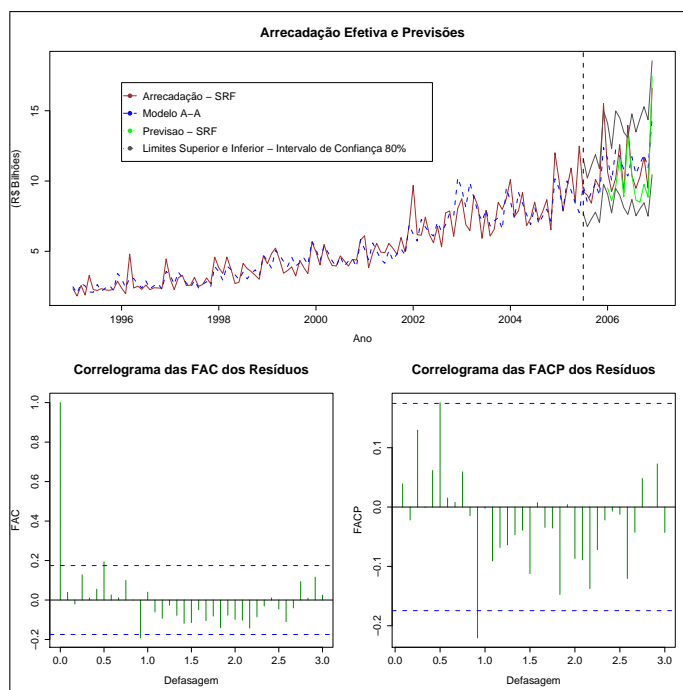 Arrecadação Efetiva e Previsões
(R$ Bilhões)
15
10
5
Arrecadação − SRF
Modelo A−A
Previsao − SRF
Limites Superior e Inferior − Intervalo de Confiança 80%
1996
1998
2000
2002
2004
2006
Ano
Correlograma das FAC dos Resíduos
FAC
1.0
0.8
0.6
0.4
0.2
0.0
−0.2
0.0
0.5
1.0
1.5
2.0
2.5
3.0
Defasagem
Correlograma das FACP dos Resíduos
FACP
0.1
0.0
−0.1
−0.2
0.0
0.5
1.0
1.5
2.0
2.5
3.0
Defasagem